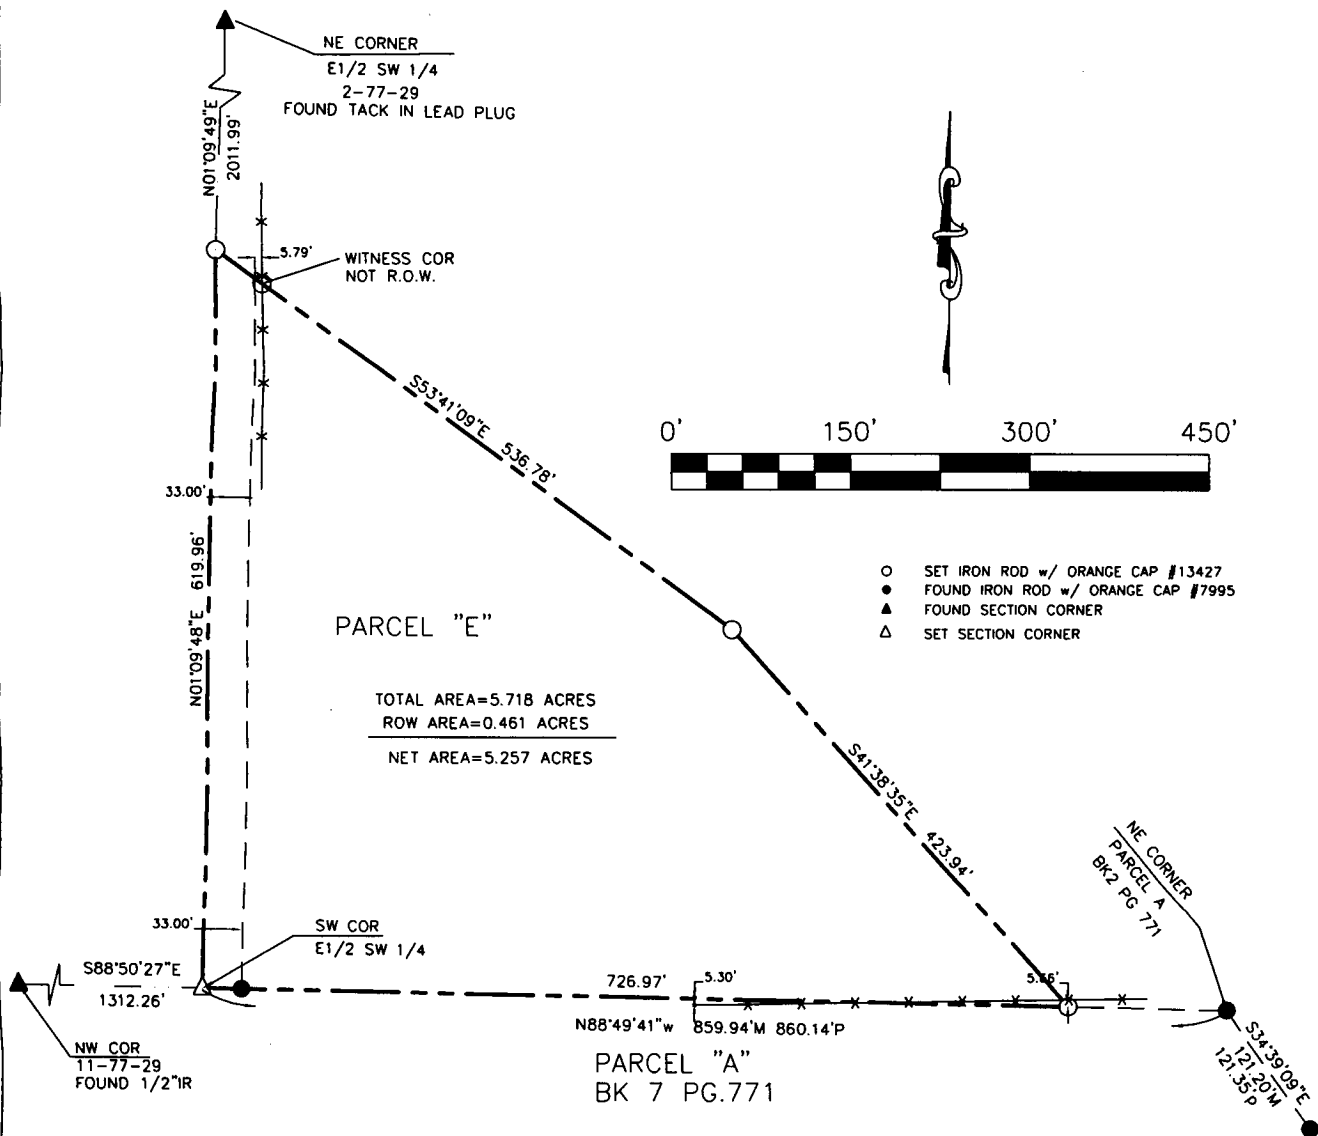 NE CORNER
E1/2 SW 1/4
2-77-29
FOUND TACK IN LEAD PLUG
N01°09'49"E
2011.99'
5.79'
WITNESS COR
NOT R.O.W.
S53°41'09"E 536.78'
0' 150' 300' 450'
33.00'
N01°09'48"E 619.96'
SET IRON ROD w/ ORANGE CAP #13427
FOUND IRON ROD w/ ORANGE CAP #7995
FOUND SECTION CORNER
SET SECTION CORNER
PARCEL "E"
TOTAL AREA=5.718 ACRES
ROW AREA=0.461 ACRES
NET AREA=5.257 ACRES
S41°38'35"E 423.94'
NE CORNER
PARCEL A
BK2 PG 771
33.00'
SW COR
E1/2 SW 1/4
S88°50'27"E
1312.26'
726.97'
5.30'
N88°49'41"w 859.94'M 860.14'P
NW COR
11-77-29
FOUND 1/2"IR
PARCEL "A"
BK 7 PG.771
S34°39'09"E
121.20'M
121.35'P